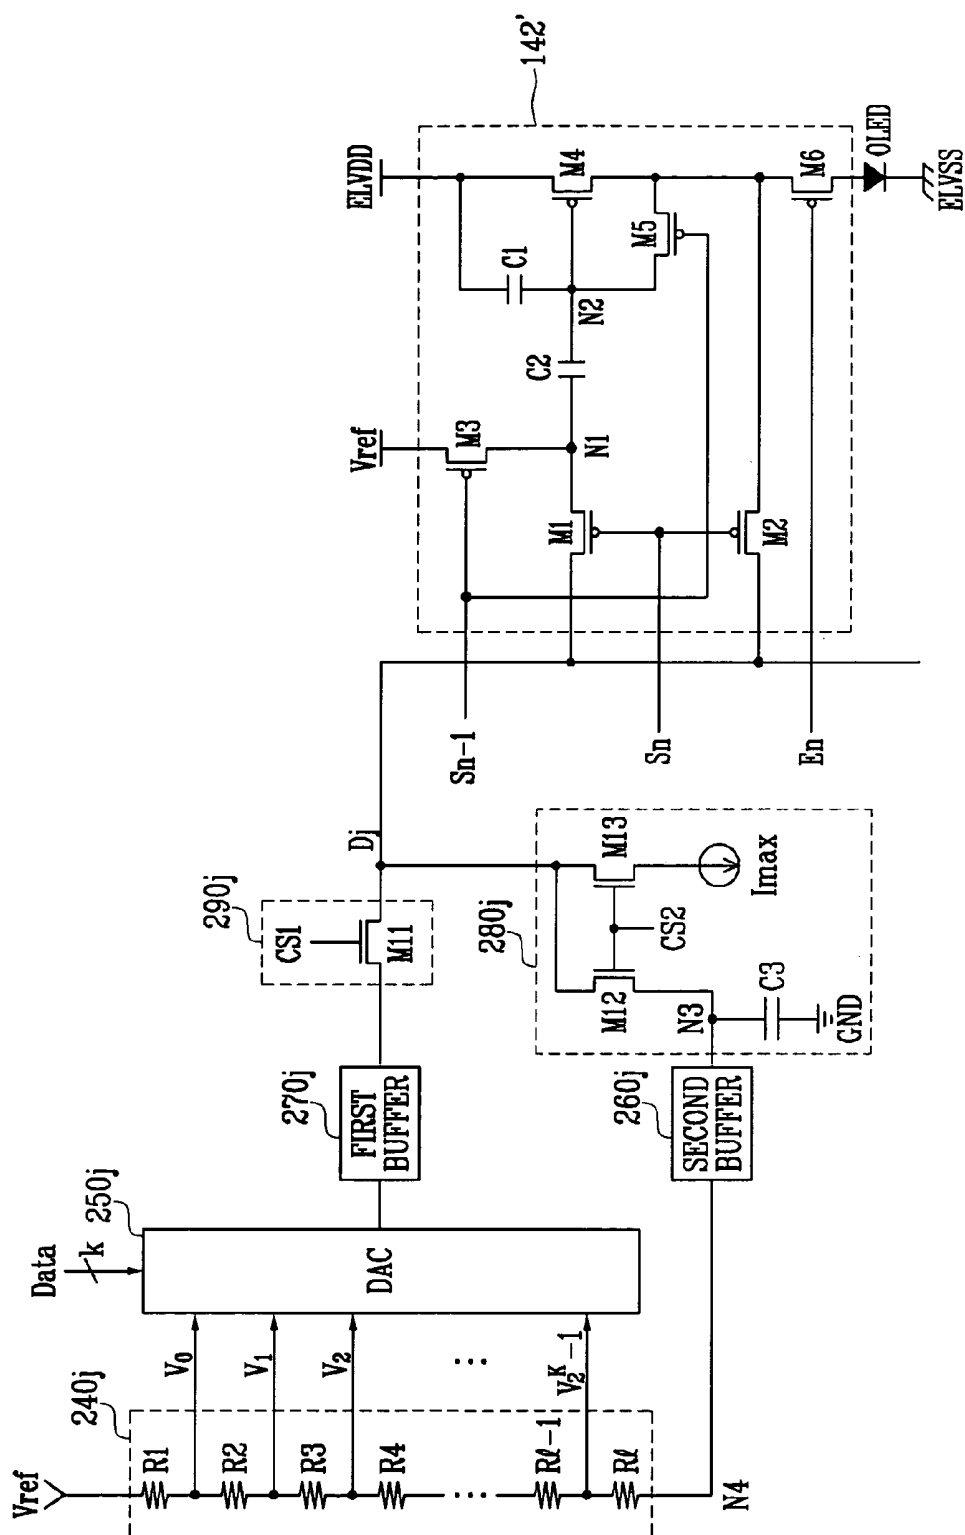 Vref
240j
R1
R2
R3
R4
...
Rℓ-1
Rℓ
N4
V0
V1
V2
...
V2^K-1
Data
k
250j
DAC
270j
FIRST
BUFFER
260j
SECOND
BUFFER
290j
CS1
M11
Dj
280j
M12
M13
CS2
N3
C3
GND
Imax
Sn-1
Sn
En
142'
Vref
M3
N1
M1
M2
C2
N2
C1
ELVDD
M4
M5
M6
OLED
ELVSS